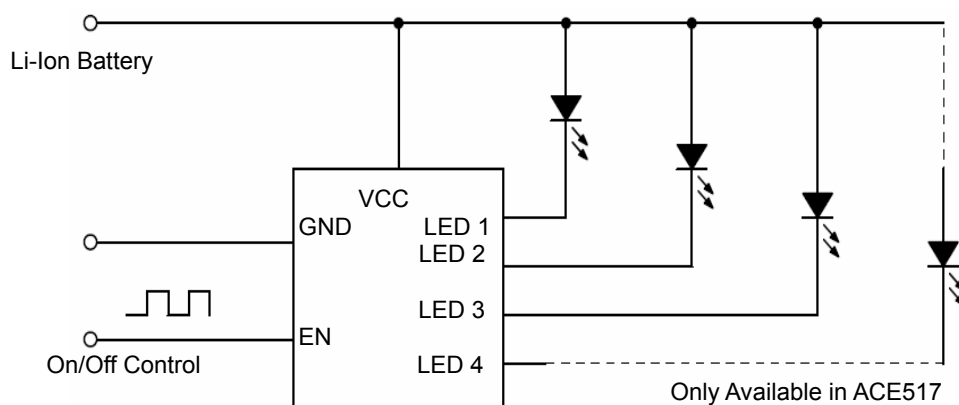 Li-Ion Battery
VCC
GND
LED 1
LED 2
LED 3
EN
LED 4
On/Off Control
Only Available in ACE517